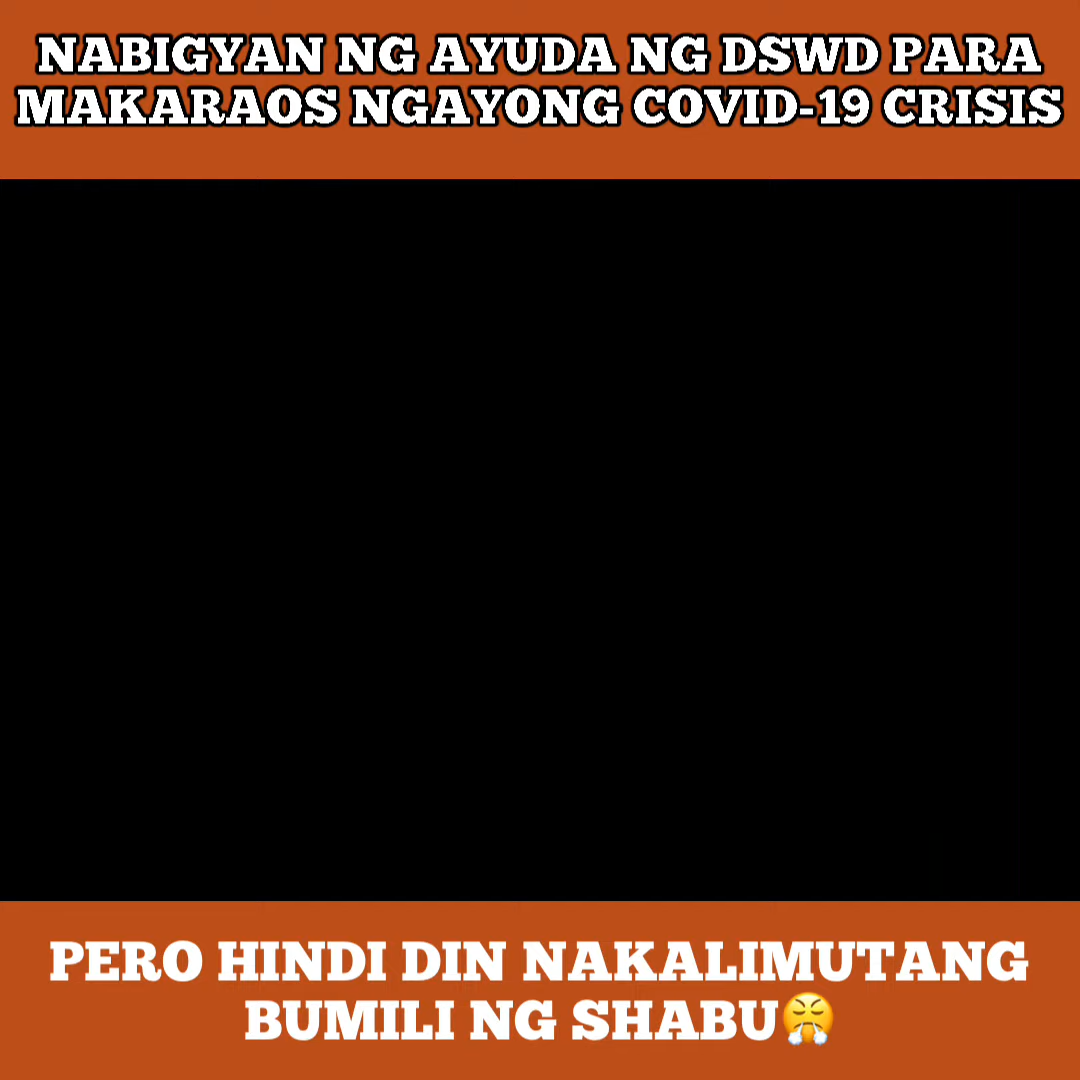 NABIGYAN NG AYUDA NG DSWD PARA
MAKARAOS NGAYONG COVID-19 CRISIS
PERO HINDI DIN NAKALIMUTANG
BUMILI NG SHABU😤